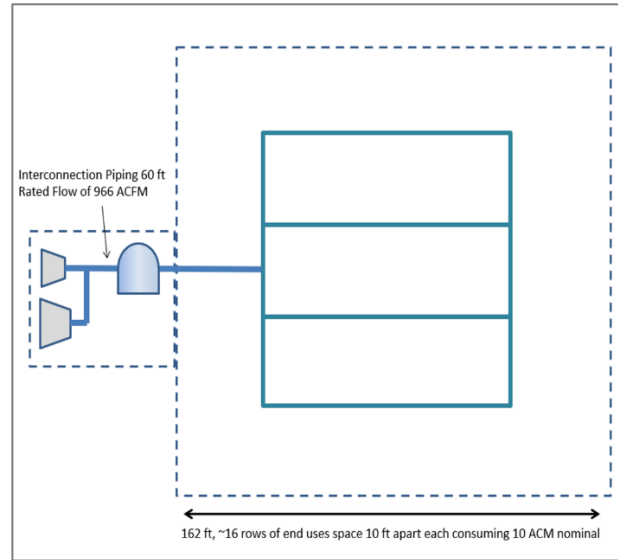 Interconnection Piping 60 ft
Rated Flow of 966 ACFM
162 ft, ~16 rows of end uses space 10 ft apart each consuming 10 ACM nominal